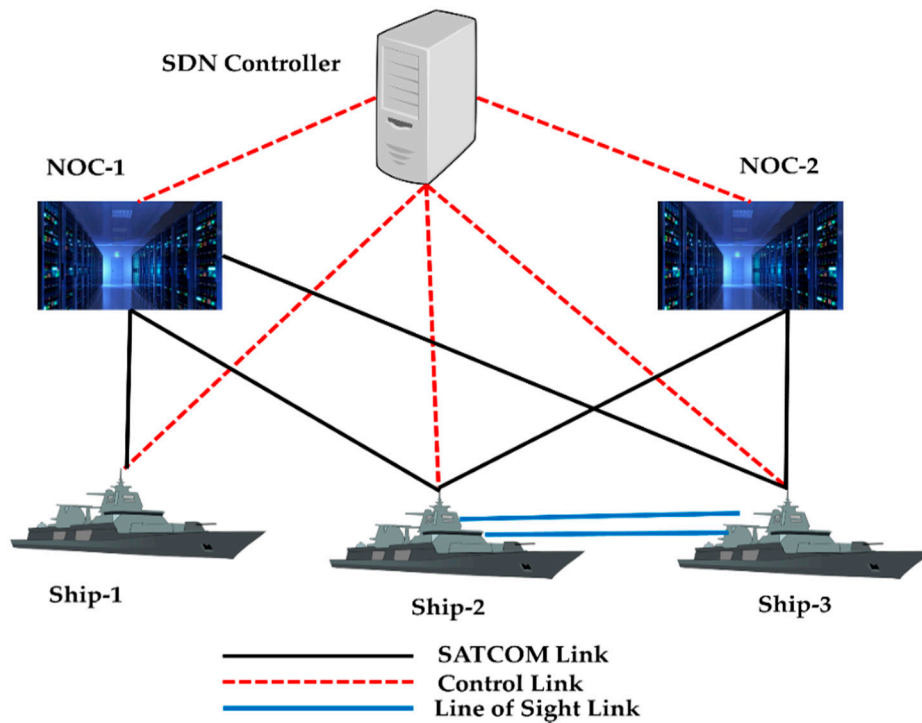 SDN Controller
NOC-1
NOC-2
Ship-1
Ship-2
Ship-3
SATCOM Link
Control Link
Line of Sight Link